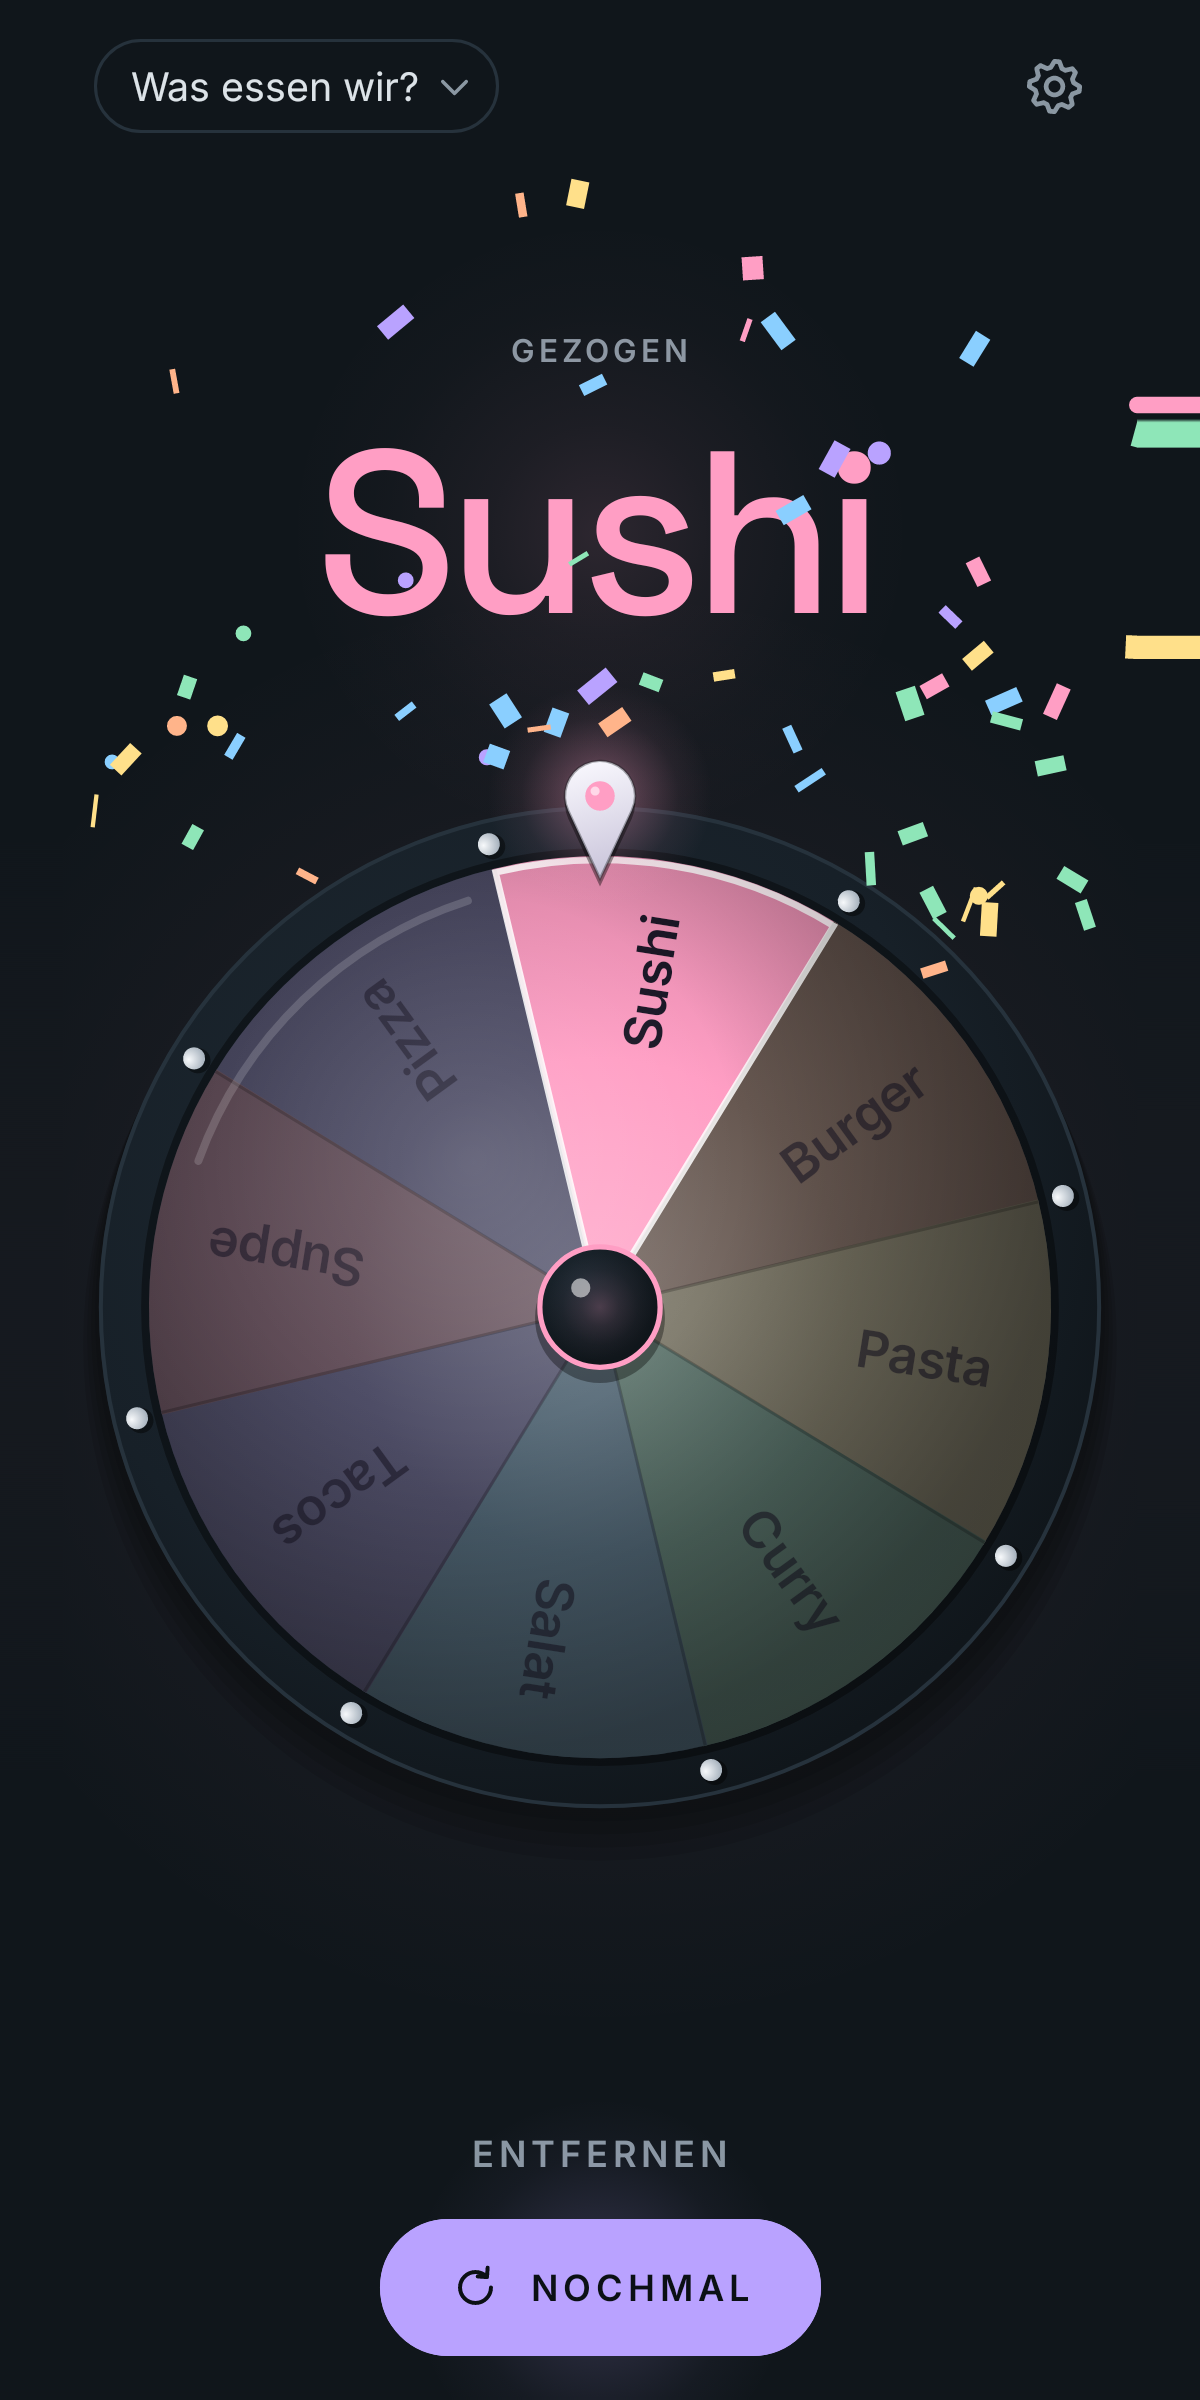 Was essen wir?
GEZOGEN
Sushi
Sushi
Pizza
Burger
Suppe
Pasta
Tacos
Curry
Salat
ENTFERNEN
NOCHMAL